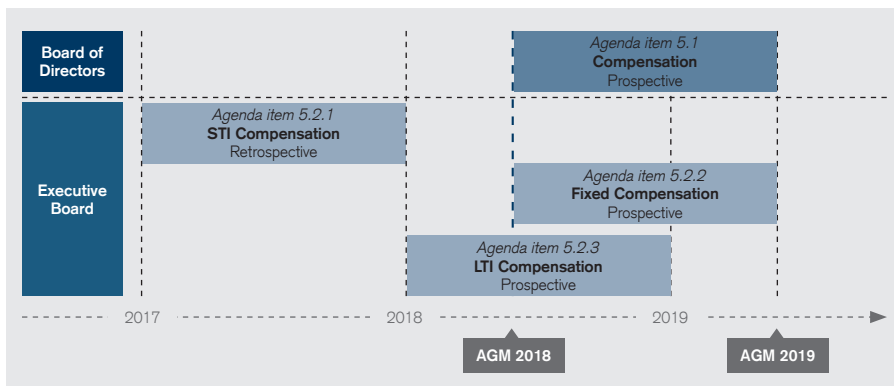 Board of
Directors
Agenda item 5.1
Compensation
Prospective
Executive
Board
Agenda item 5.2.1
STI Compensation
Retrospective
Agenda item 5.2.2
Fixed Compensation
Prospective
Agenda item 5.2.3
LTI Compensation
Prospective
2017
2018
2019
AGM 2018
AGM 2019